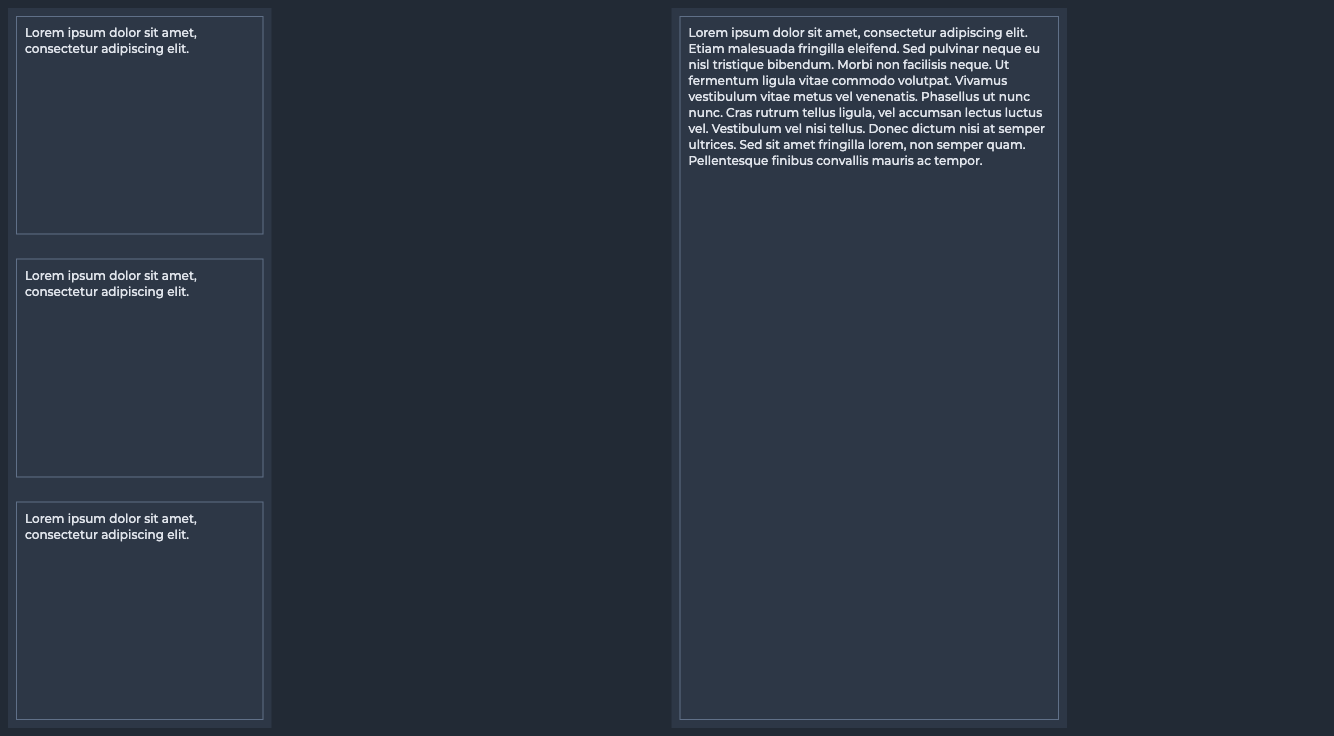 Lorem ipsum dolor sit amet,
consectetur adipiscing elit.
Lorem ipsum dolor sit amet,
consectetur adipiscing elit.
Lorem ipsum dolor sit amet,
consectetur adipiscing elit.
Lorem ipsum dolor sit amet, consectetur adipiscing elit.
Etiam malesuada fringilla eleifend. Sed pulvinar neque eu
nisl tristique bibendum. Morbi non facilisis neque. Ut
fermentum ligula vitae commodo volutpat. Vivamus
vestibulum vitae metus vel venenatis. Phasellus ut nunc
nunc. Cras rutrum tellus ligula, vel accumsan lectus luctus
vel. Vestibulum vel nisi tellus. Donec dictum nisi at semper
ultrices. Sed sit amet fringilla lorem, non semper quam.
Pellentesque finibus convallis mauris ac tempor.